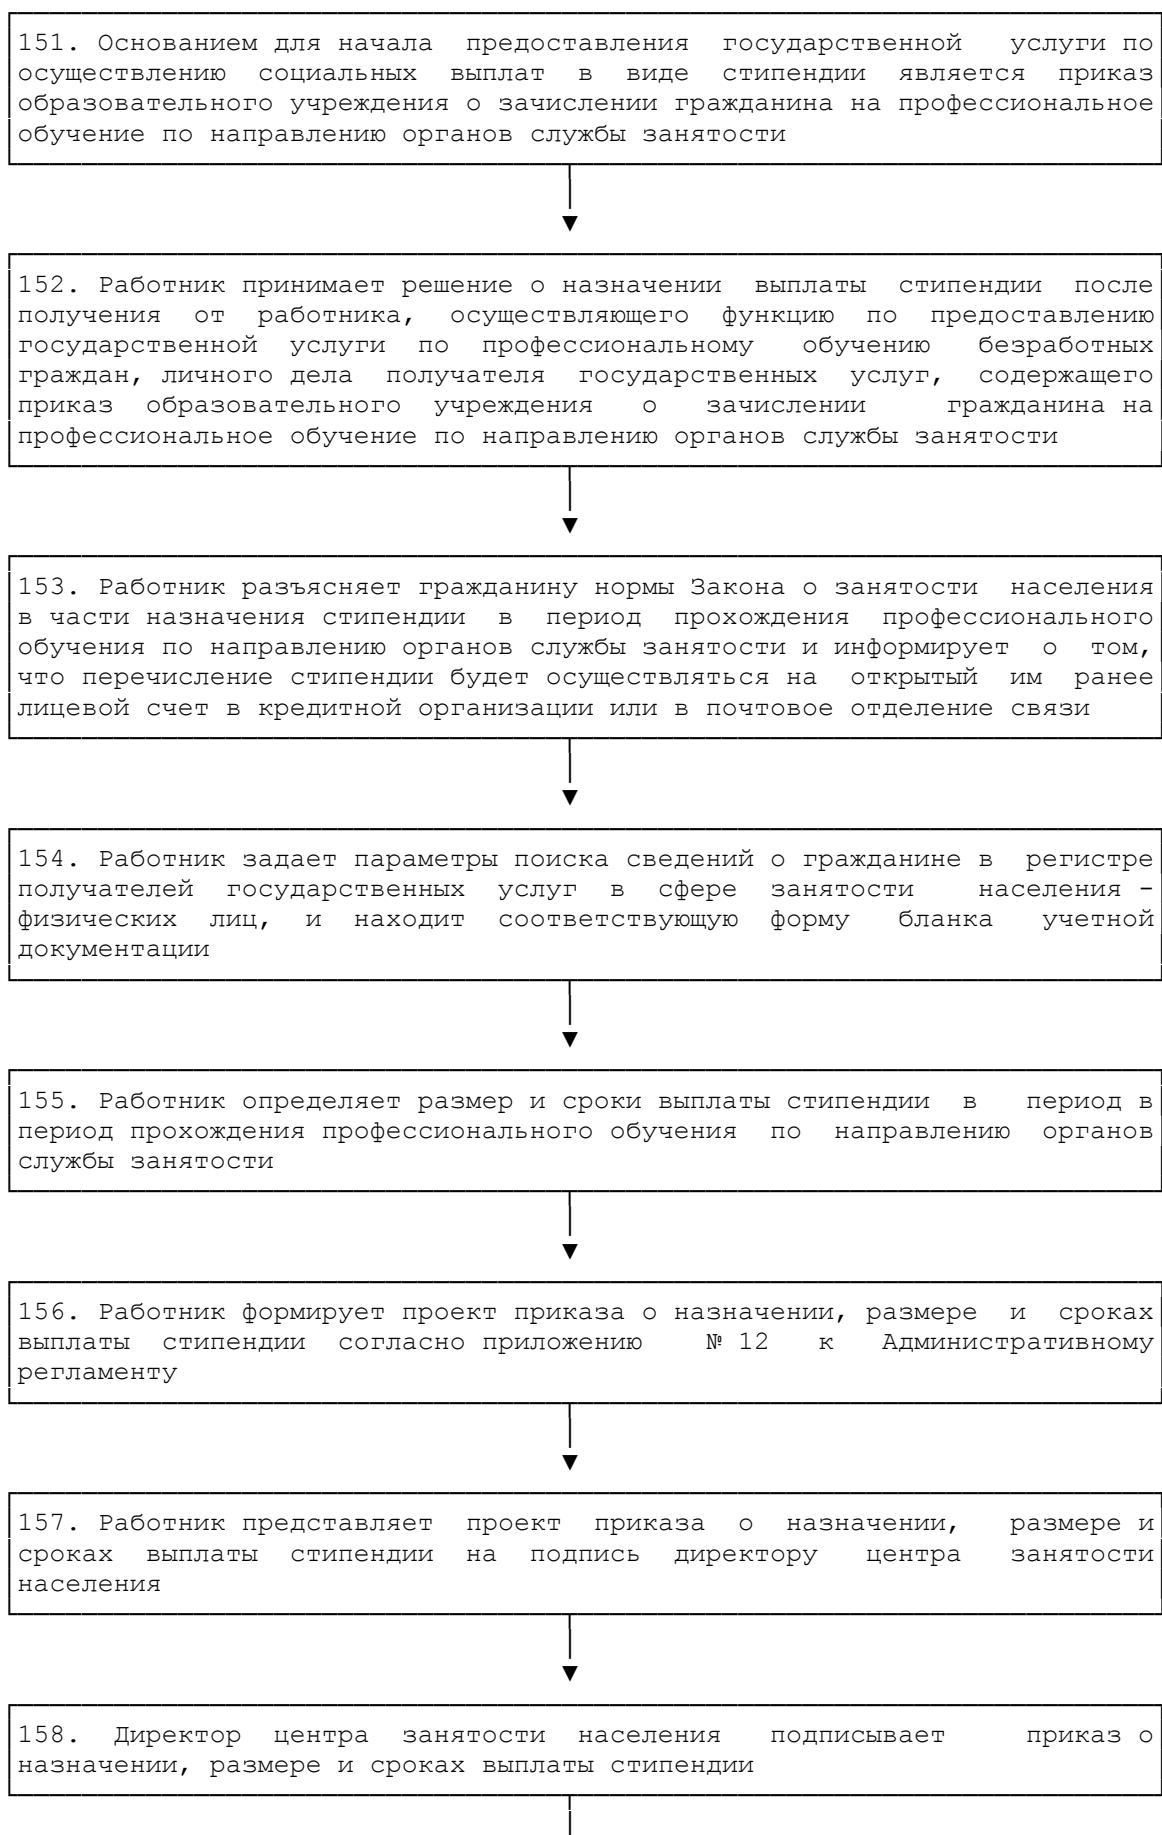 151. Основанием для начала предоставления государственной услуги по
осуществлению социальных выплат в виде стипендии является приказ
образовательного учреждения о зачислении гражданина на профессиональное
обучение по направлению органов службы занятости
152. Работник принимает решение о назначении выплаты стипендии после
получения от работника, осуществляющего функцию по предоставлению
государственной услуги по профессиональному обучению безработных
граждан, личного дела получателя государственных услуг, содержащего
приказ образовательного учреждения о зачислении гражданина на
профессиональное обучение по направлению органов службы занятости
153. Работник разъясняет гражданину нормы Закона о занятости населения
в части назначения стипендии в период прохождения профессионального
обучения по направлению органов службы занятости и информирует о том,
что перечисление стипендии будет осуществляться на открытый им ранее
лицевой счет в кредитной организации или в почтовое отделение связи
154. Работник задает параметры поиска сведений о гражданине в регистре
получателей государственных услуг в сфере занятости населения -
физических лиц, и находит соответствующую форму бланка учетной
документации
155. Работник определяет размер и сроки выплаты стипендии в период в
период прохождения профессионального обучения по направлению органов
службы занятости
156. Работник формирует проект приказа о назначении, размере и сроках
выплаты стипендии согласно приложению № 12 к Административному
регламенту
157. Работник представляет проект приказа о назначении, размере и
сроках выплаты стипендии на подпись директору центра занятости
населения
158. Директор центра занятости населения подписывает приказ о
назначении, размере и сроках выплаты стипендии